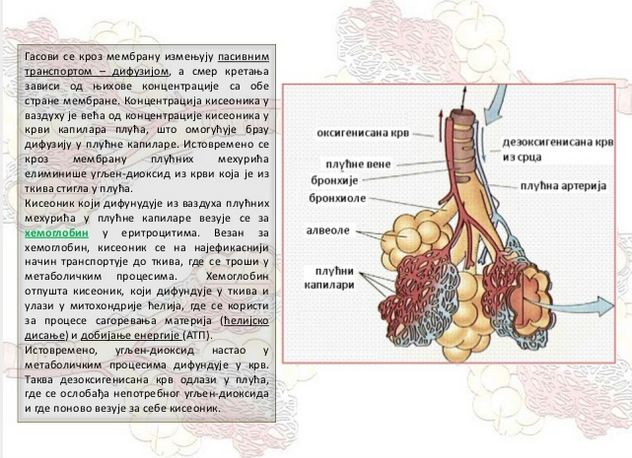 Гасови се кроз мембрану измењују пасивним
транспортом – дифузијом, а смер кретања
зависи од њихове концентрације са обе
стране мембране. Концентрација кисеоника у
ваздуху је већа од концентрације кисеоника у
крви капилара плућа, што омогућује брзу
дифузију у плућне капиларе. Истовремено се
кроз мембрану плућних мехурића
елиминише угљен-диоксид из крви која је из
ткива стигла у плућа.
Кисеоник који дифундује из ваздуха плућних
мехурића у плућне капиларе везује се за
хемоглобин у еритроцитима. Везан за
хемоглобин, кисеоник се на најефикаснији
начин транспортује до ткива, где се троши у
метаболичким процесима. Хемоглобин
отпушта кисеоник, који дифундује у ткива и
улази у митохондрије ћелија, где се користи
за процесе сагоревања материја (ћелијско
дисање) и добијање енергије (АТП).
Истовремено, угљен-диоксид настао у
метаболичким процесима дифундује у крв.
Таква дезоксигенисана крв одлази у плућа,
где се ослобађа непотребног угљен-диоксида
и где поново везује за себе кисеоник.
оксигенисана крв
плућне вене
бронхије
бронхиоле
алвеоле
плућни
капилари
дезоксигенисана крв
из срца
плућна артерија